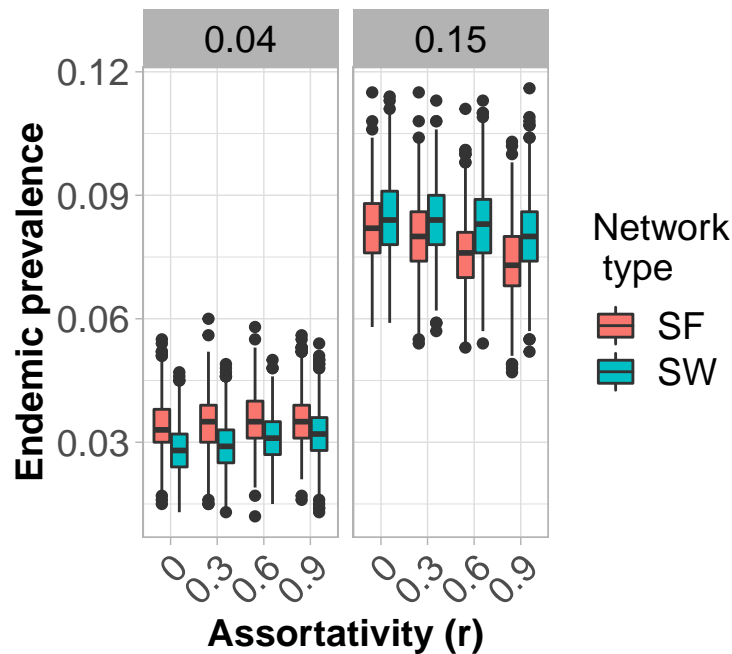 0.04 0.15
0.12
0.09
0.06
0.03
Endemic prevalence
0 0.3 0.6 0.9 0 0.3 0.6 0.9
Assortativity (r)
Network
type
SF
SW